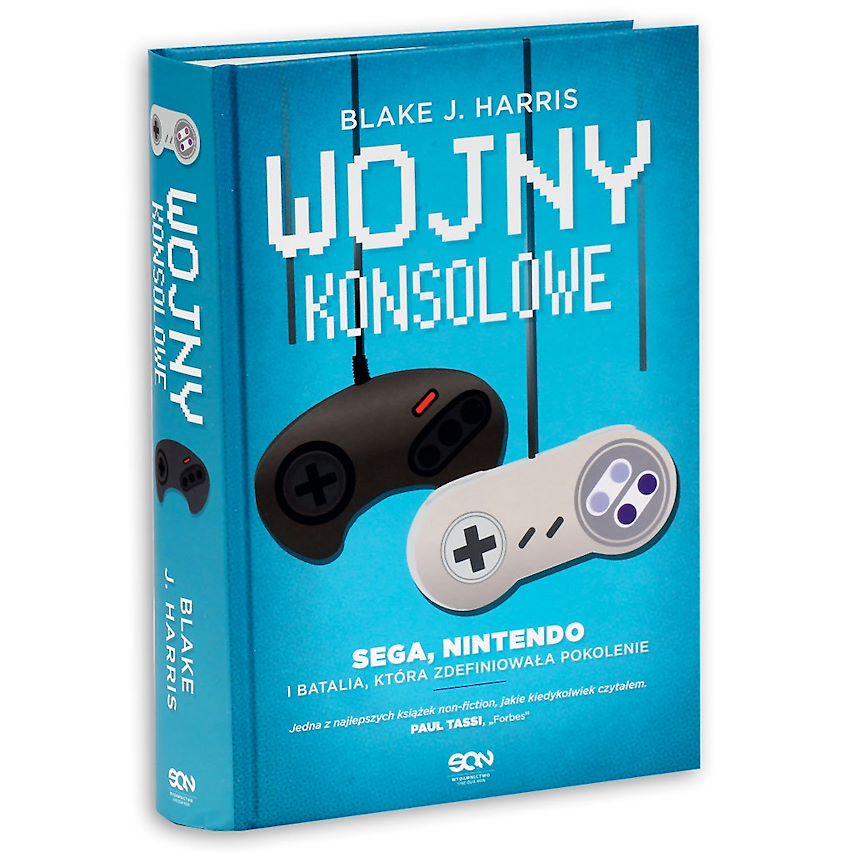 BLAKE J. HARRIS
WOJNY
KONSOLOWE
SEGA, NINTENDO
I BATALIA, KTÓRA ZDEFINIOWAŁA POKOLENIE
Jedna z najlepszych książek non-fiction, jakie kiedykolwiek czytałem.
PAUL TASSI, „Forbes”
SQN
WYDAWNICTWO
WOJNY
KONSOLOWE
BLAKE
J. HARRIS
SQN